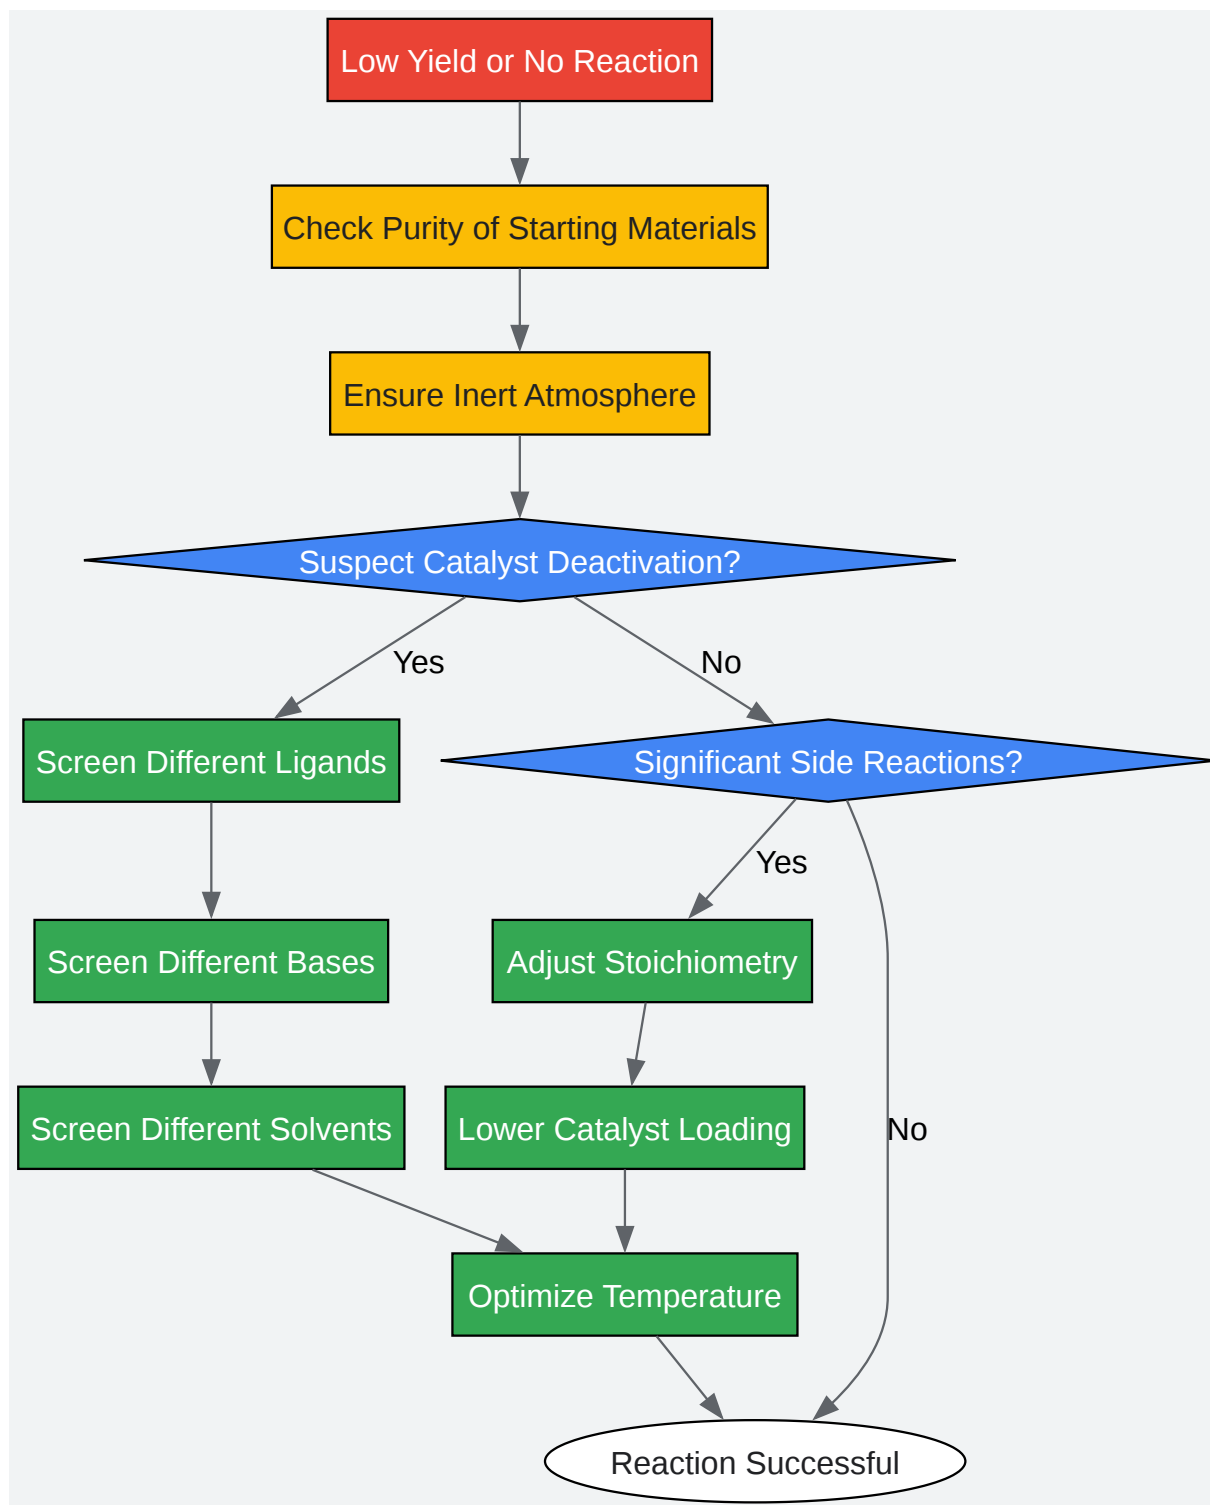 Low Yield or No Reaction
Check Purity of Starting Materials
Ensure Inert Atmosphere
Suspect Catalyst Deactivation?
Yes
No
Screen Different Ligands
Significant Side Reactions?
Yes
Screen Different Bases
Adjust Stoichiometry
Screen Different Solvents
Lower Catalyst Loading
No
Optimize Temperature
Reaction Successful